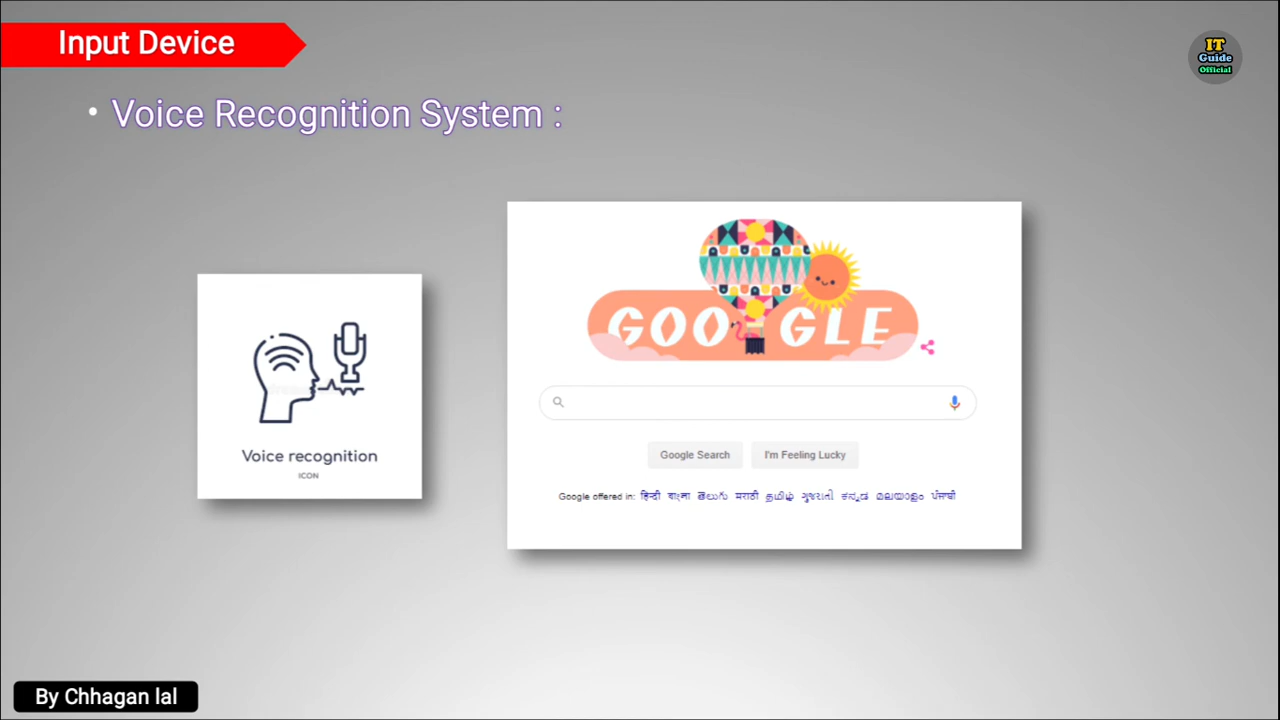 Input Device
IT
Guide
Official
• Voice Recognition System :
GOOGLE
Voice recognition
ICON
Google Search
I'm Feeling Lucky
Google offered in: हिन्दी বাংলা తెలుగు मराठी தமிழ் ગુજરાતી ಕನ್ನಡ മലയാളം ਪੰਜਾਬੀ
By Chhagan lal